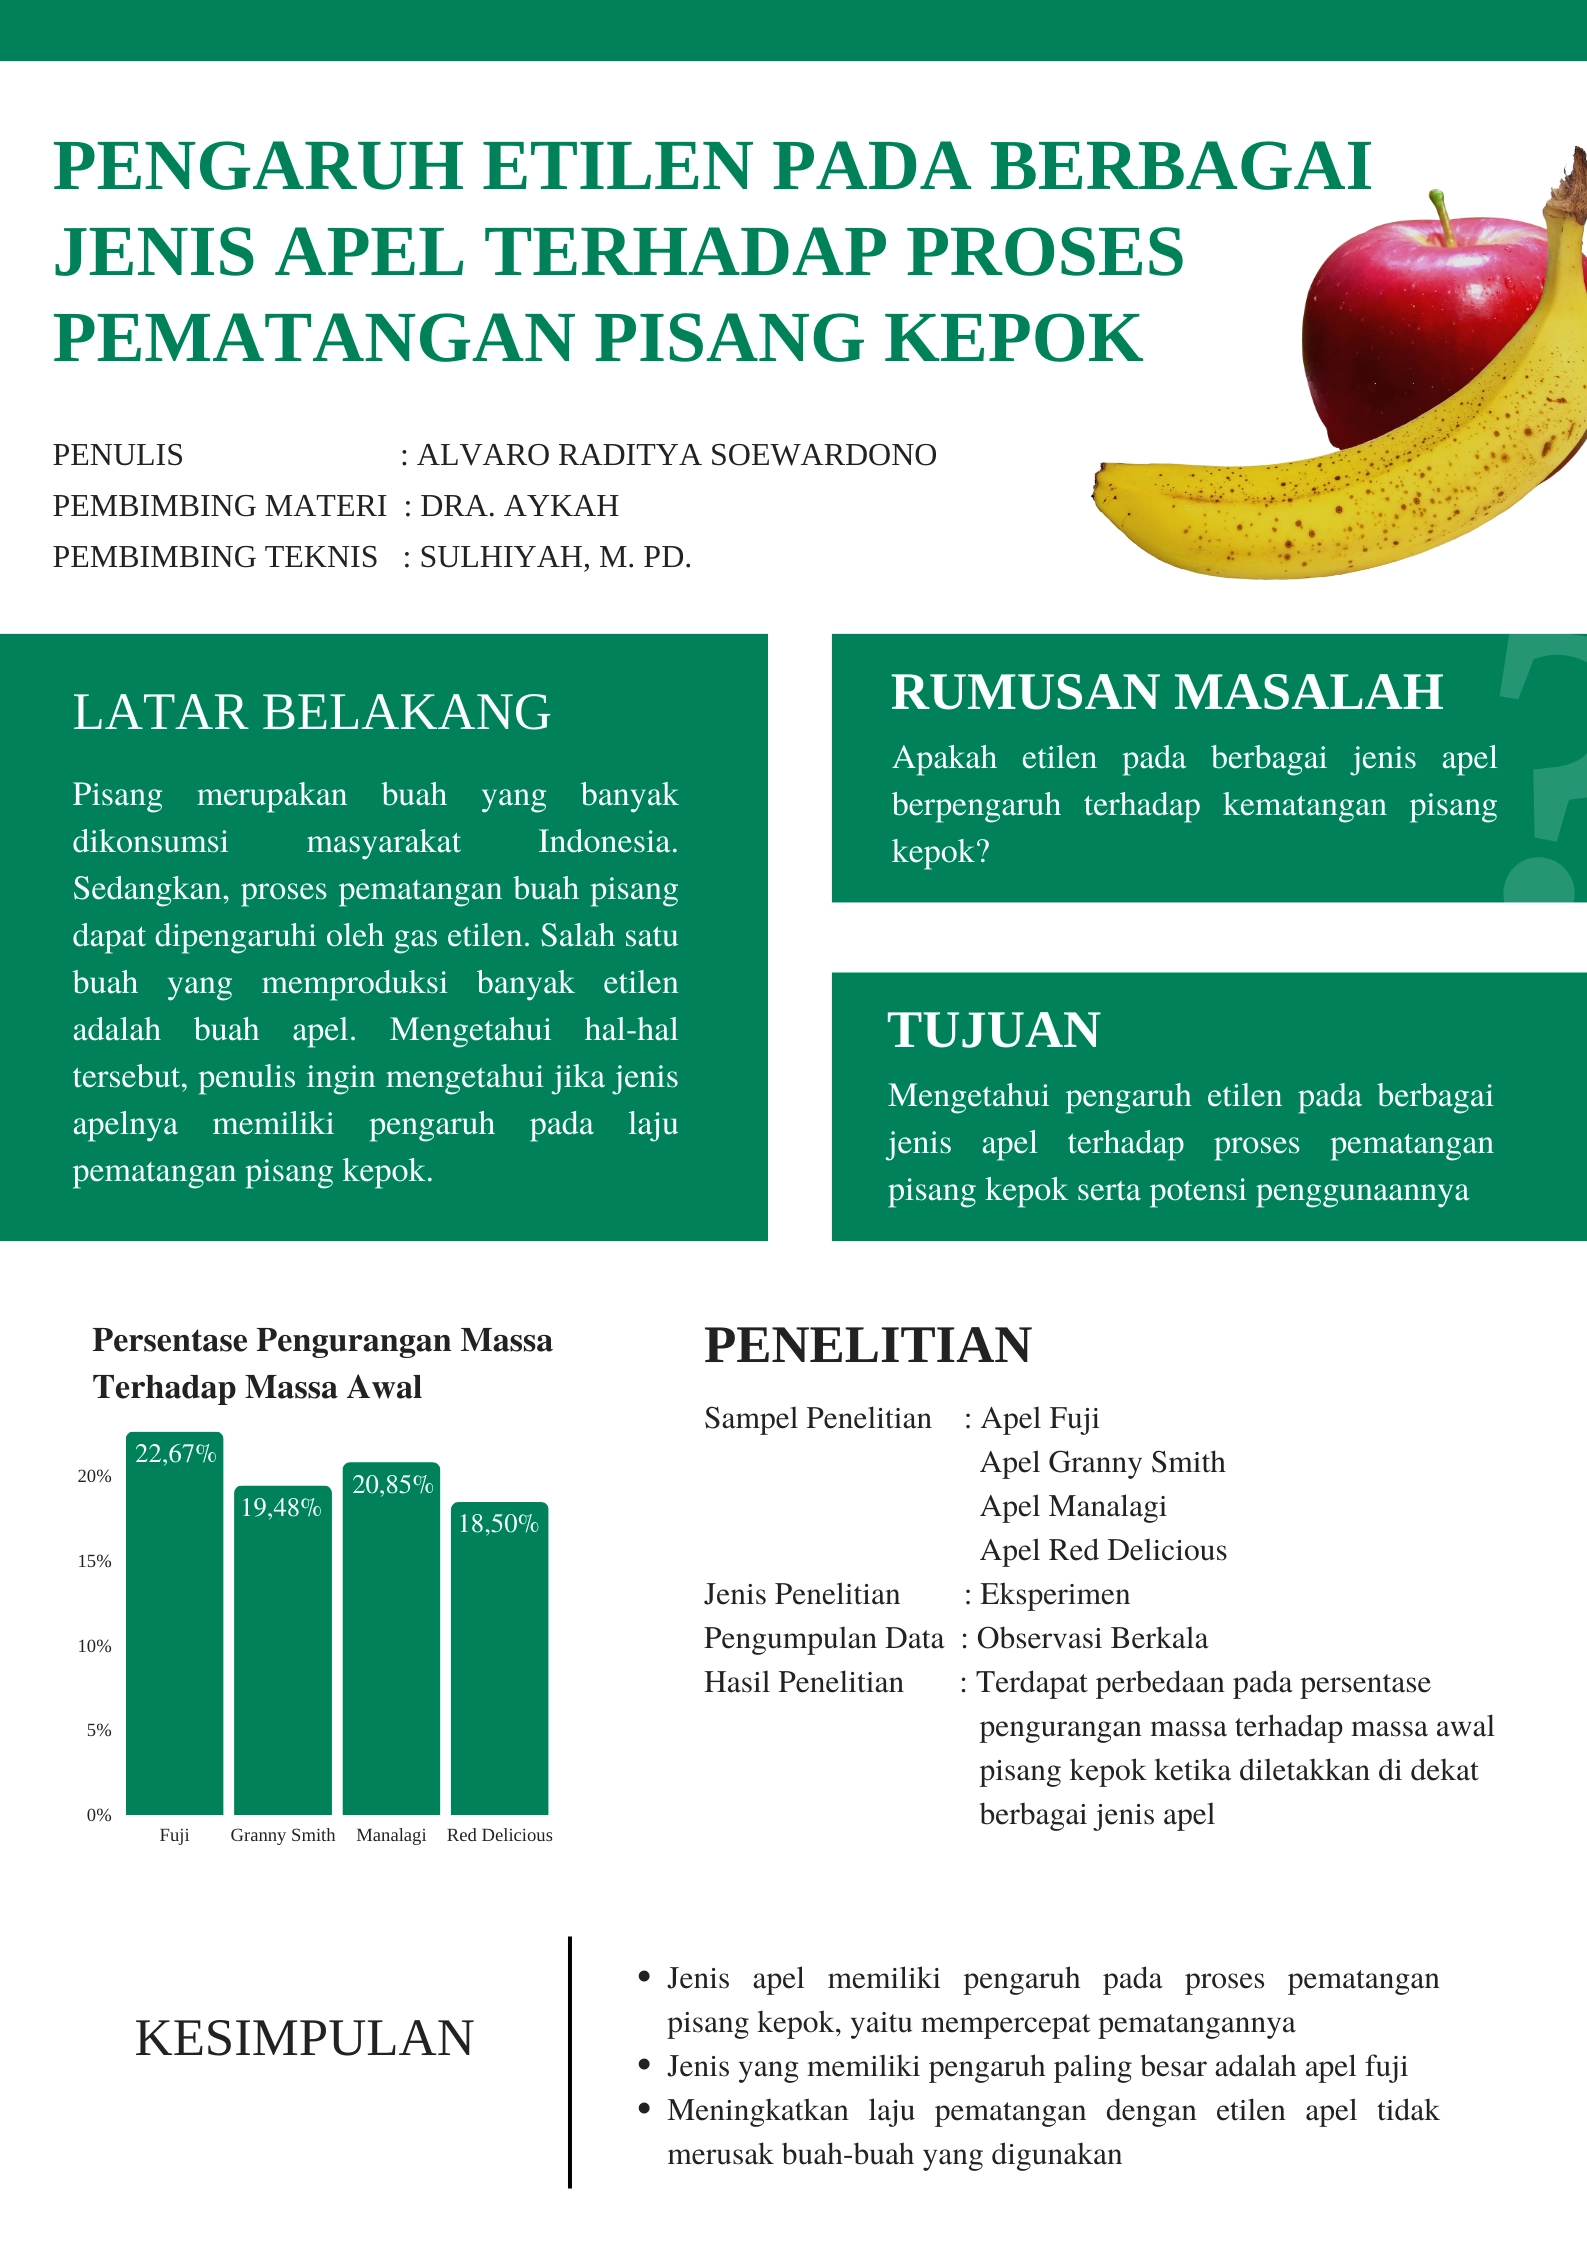 PENGARUH ETILEN PADA BERBAGAI
JENIS APEL TERHADAP PROSES
PEMATANGAN PISANG KEPOK
PENULIS : ALVARO RADITYA SOEWARDONO
PEMBIMBING MATERI : DRA. AYKAH
PEMBIMBING TEKNIS : SULHIYAH, M. PD.
LATAR BELAKANG
Pisang merupakan buah yang banyak
dikonsumsi masyarakat Indonesia.
Sedangkan, proses pematangan buah pisang
dapat dipengaruhi oleh gas etilen. Salah satu
buah yang memproduksi banyak etilen
adalah buah apel. Mengetahui hal-hal
tersebut, penulis ingin mengetahui jika jenis
apelnya memiliki pengaruh pada laju
pematangan pisang kepok.
RUMUSAN MASALAH
Apakah etilen pada berbagai jenis apel
berpengaruh terhadap kematangan pisang
kepok?
?
TUJUAN
Mengetahui pengaruh etilen pada berbagai
jenis apel terhadap proses pematangan
pisang kepok serta potensi penggunaannya
Persentase Pengurangan Massa
Terhadap Massa Awal
22,67%
19,48%
20,85%
18,50%
20%
15%
10%
5%
0%
Fuji Granny Smith Manalagi Red Delicious
PENELITIAN
Sampel Penelitian : Apel Fuji
Apel Granny Smith
Apel Manalagi
Apel Red Delicious
Jenis Penelitian : Eksperimen
Pengumpulan Data : Observasi Berkala
Hasil Penelitian : Terdapat perbedaan pada persentase
pengurangan massa terhadap massa awal
pisang kepok ketika diletakkan di dekat
berbagai jenis apel
KESIMPULAN
• Jenis apel memiliki pengaruh pada proses pematangan
pisang kepok, yaitu mempercepat pematangannya
• Jenis yang memiliki pengaruh paling besar adalah apel fuji
• Meningkatkan laju pematangan dengan etilen apel tidak
merusak buah-buah yang digunakan